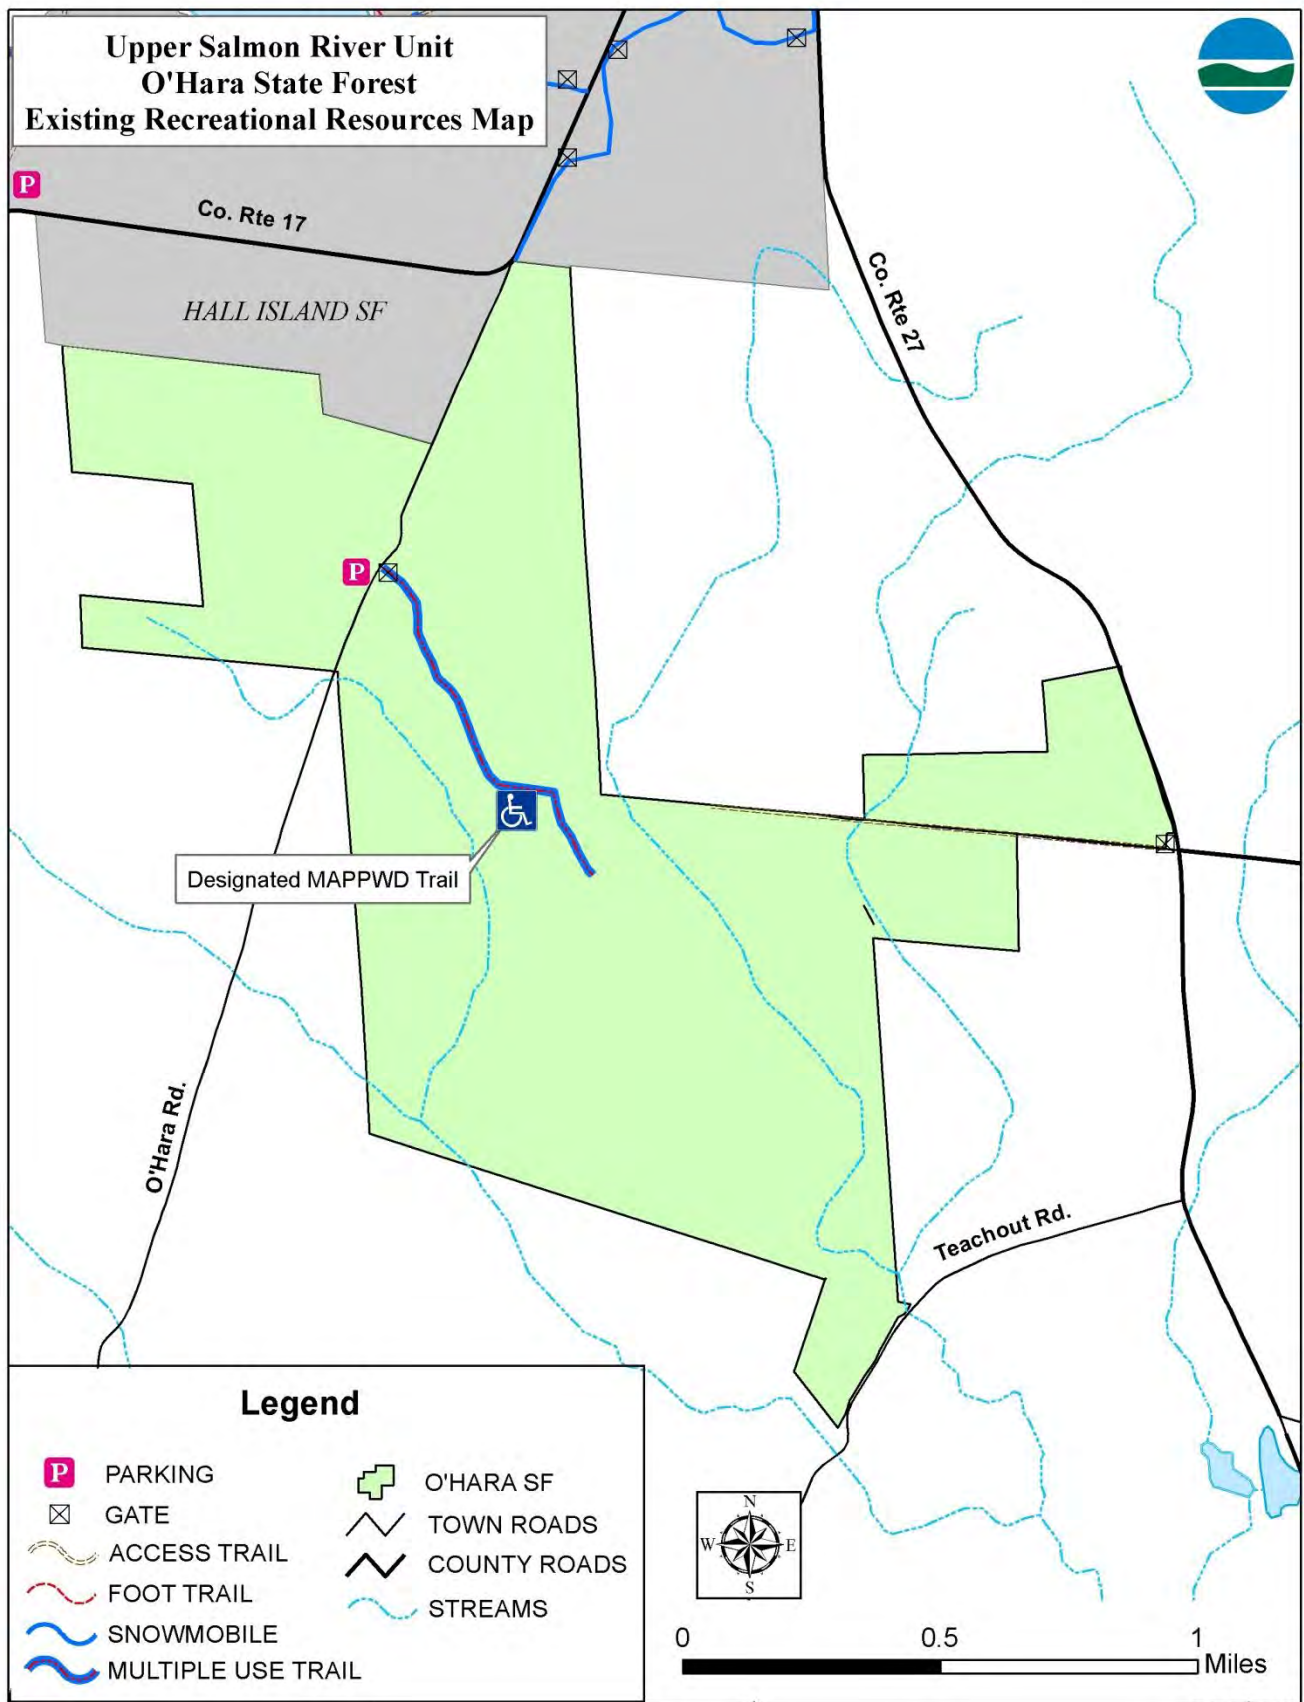 Upper Salmon River Unit
O'Hara State Forest
Existing Recreational Resources Map
P
Co. Rte 17
HALL ISLAND SF
Co. Rte 27
P
Designated MAPPWD Trail
O'Hara Rd.
Teachout Rd.
Legend
P PARKING
GATE
ACCESS TRAIL
FOOT TRAIL
SNOWMOBILE
MULTIPLE USE TRAIL
O'HARA SF
TOWN ROADS
COUNTY ROADS
STREAMS
N
W E
S
0 0.5 1
Miles